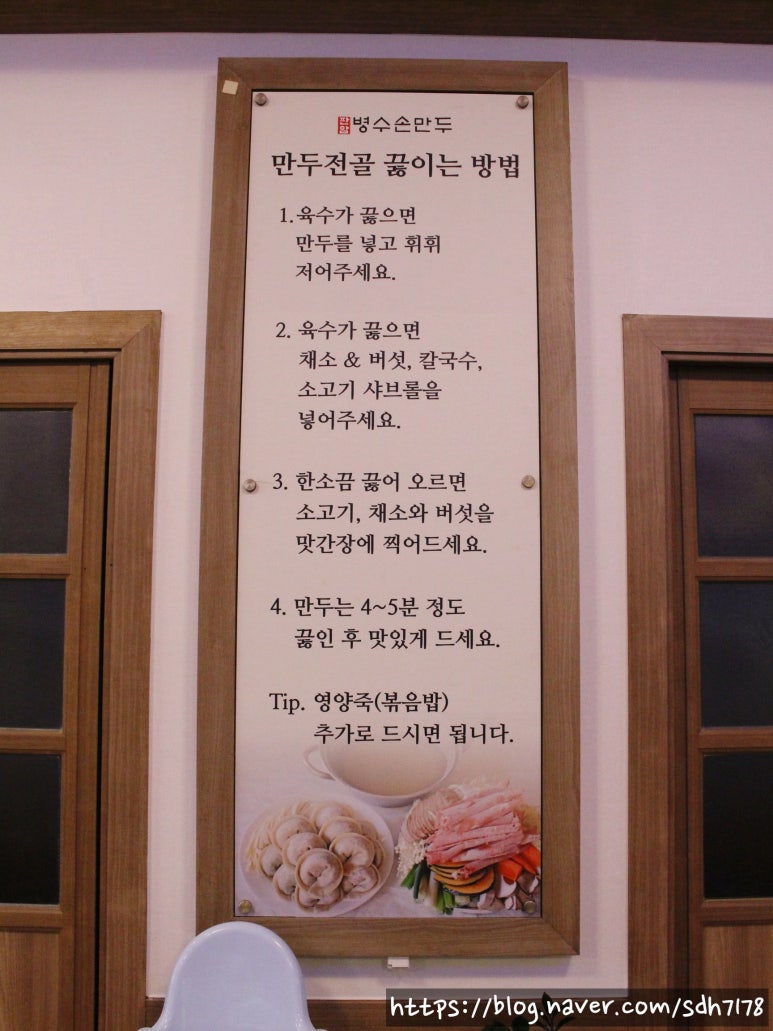 판암 병수손만두
만두전골 끓이는 방법
1. 육수가 끓으면
만두를 넣고 휘휘
저어주세요.
2. 육수가 끓으면
채소 & 버섯, 칼국수,
소고기 샤브롤을
넣어주세요.
3. 한소끔 끓어 오르면
소고기, 채소와 버섯을
맛간장에 찍어드세요.
4. 만두는 4~5분 정도
끓인 후 맛있게 드세요.
Tip. 영양죽(볶음밥)
추가로 드시면 됩니다.
https://blog.naver.com/sdh7178